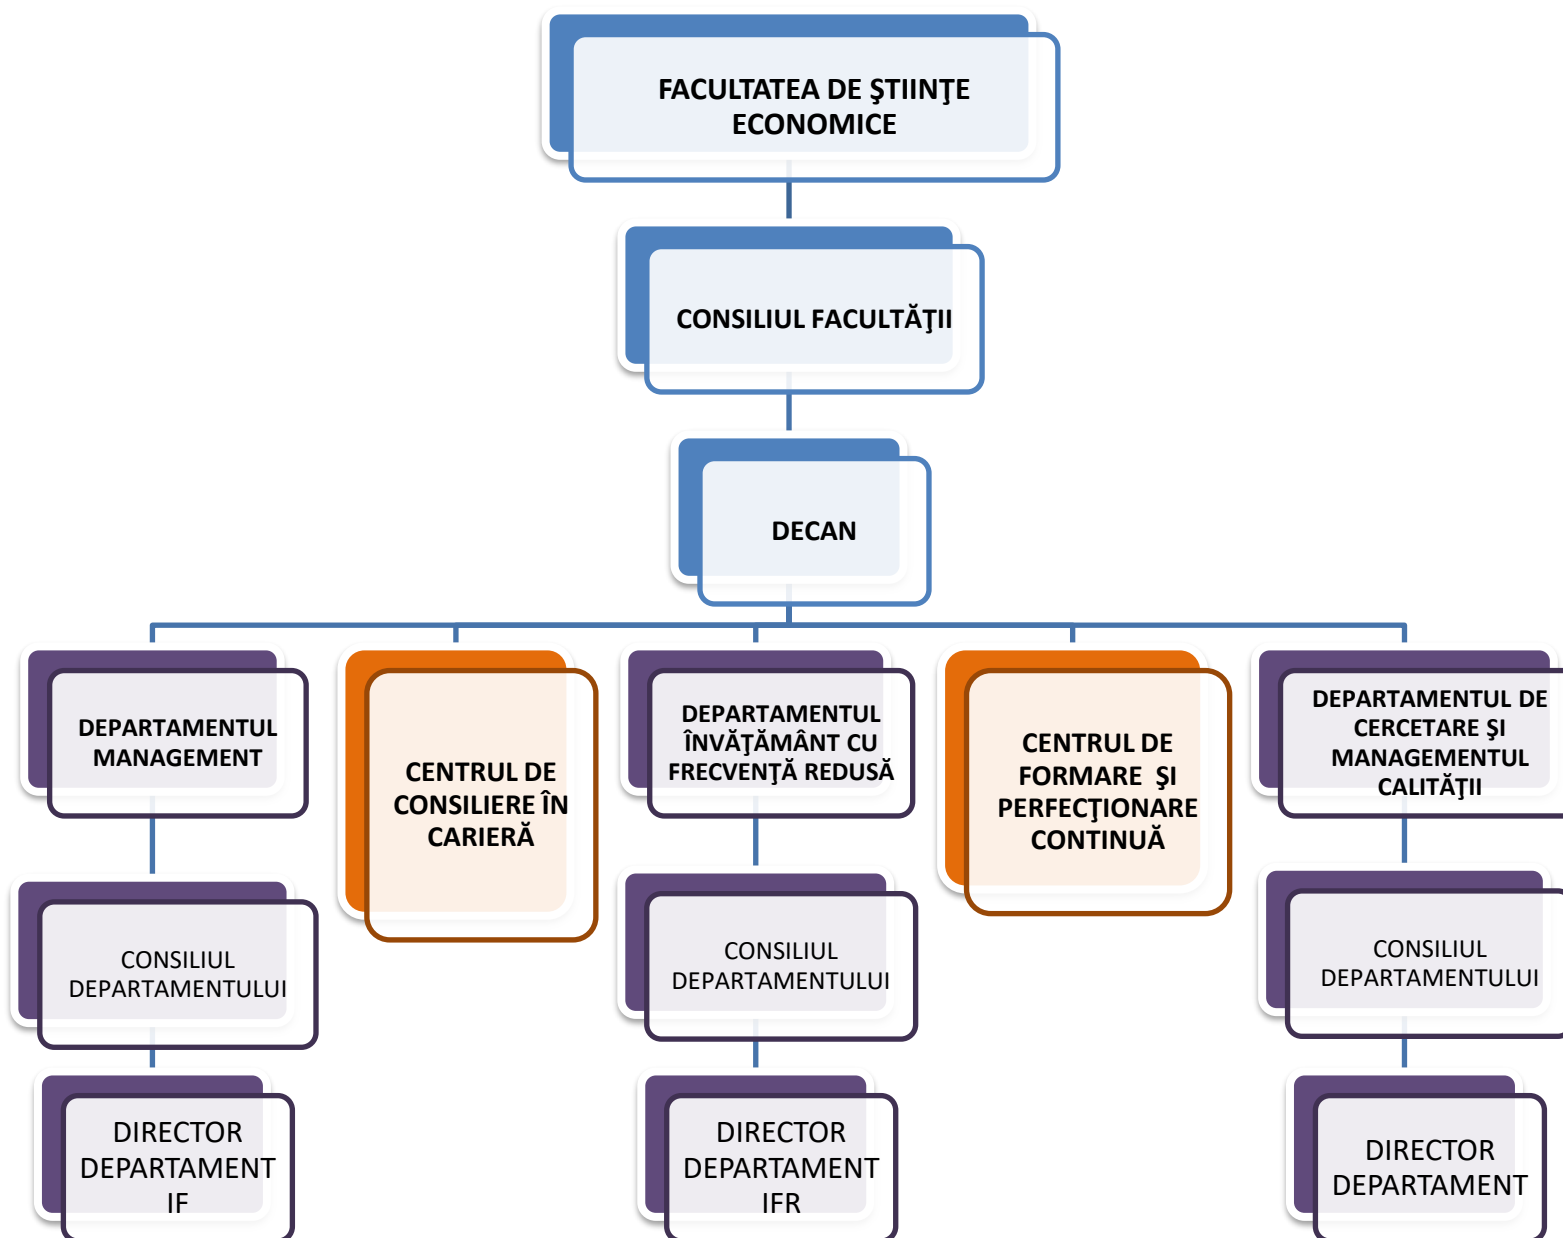 FACULTATEA DE ŞTIINŢE
ECONOMICE
CONSILIUL FACULTĂŢII
DECAN
DEPARTAMENTUL
MANAGEMENT
CENTRUL DE
CONSILIERE ÎN
CARIERĂ
DEPARTAMENTUL
ÎNVĂŢĂMÂNT CU
FRECVENŢĂ REDUSĂ
CENTRUL DE
FORMARE ŞI
PERFECŢIONARE
CONTINUĂ
DEPARTAMENTUL DE
CERCETARE ŞI
MANAGEMENTUL
CALITĂŢII
CONSILIUL
DEPARTAMENTULUI
CONSILIUL
DEPARTAMENTULUI
CONSILIUL
DEPARTAMENTULUI
DIRECTOR
DEPARTAMENT
IF
DIRECTOR
DEPARTAMENT
IFR
DIRECTOR
DEPARTAMENT